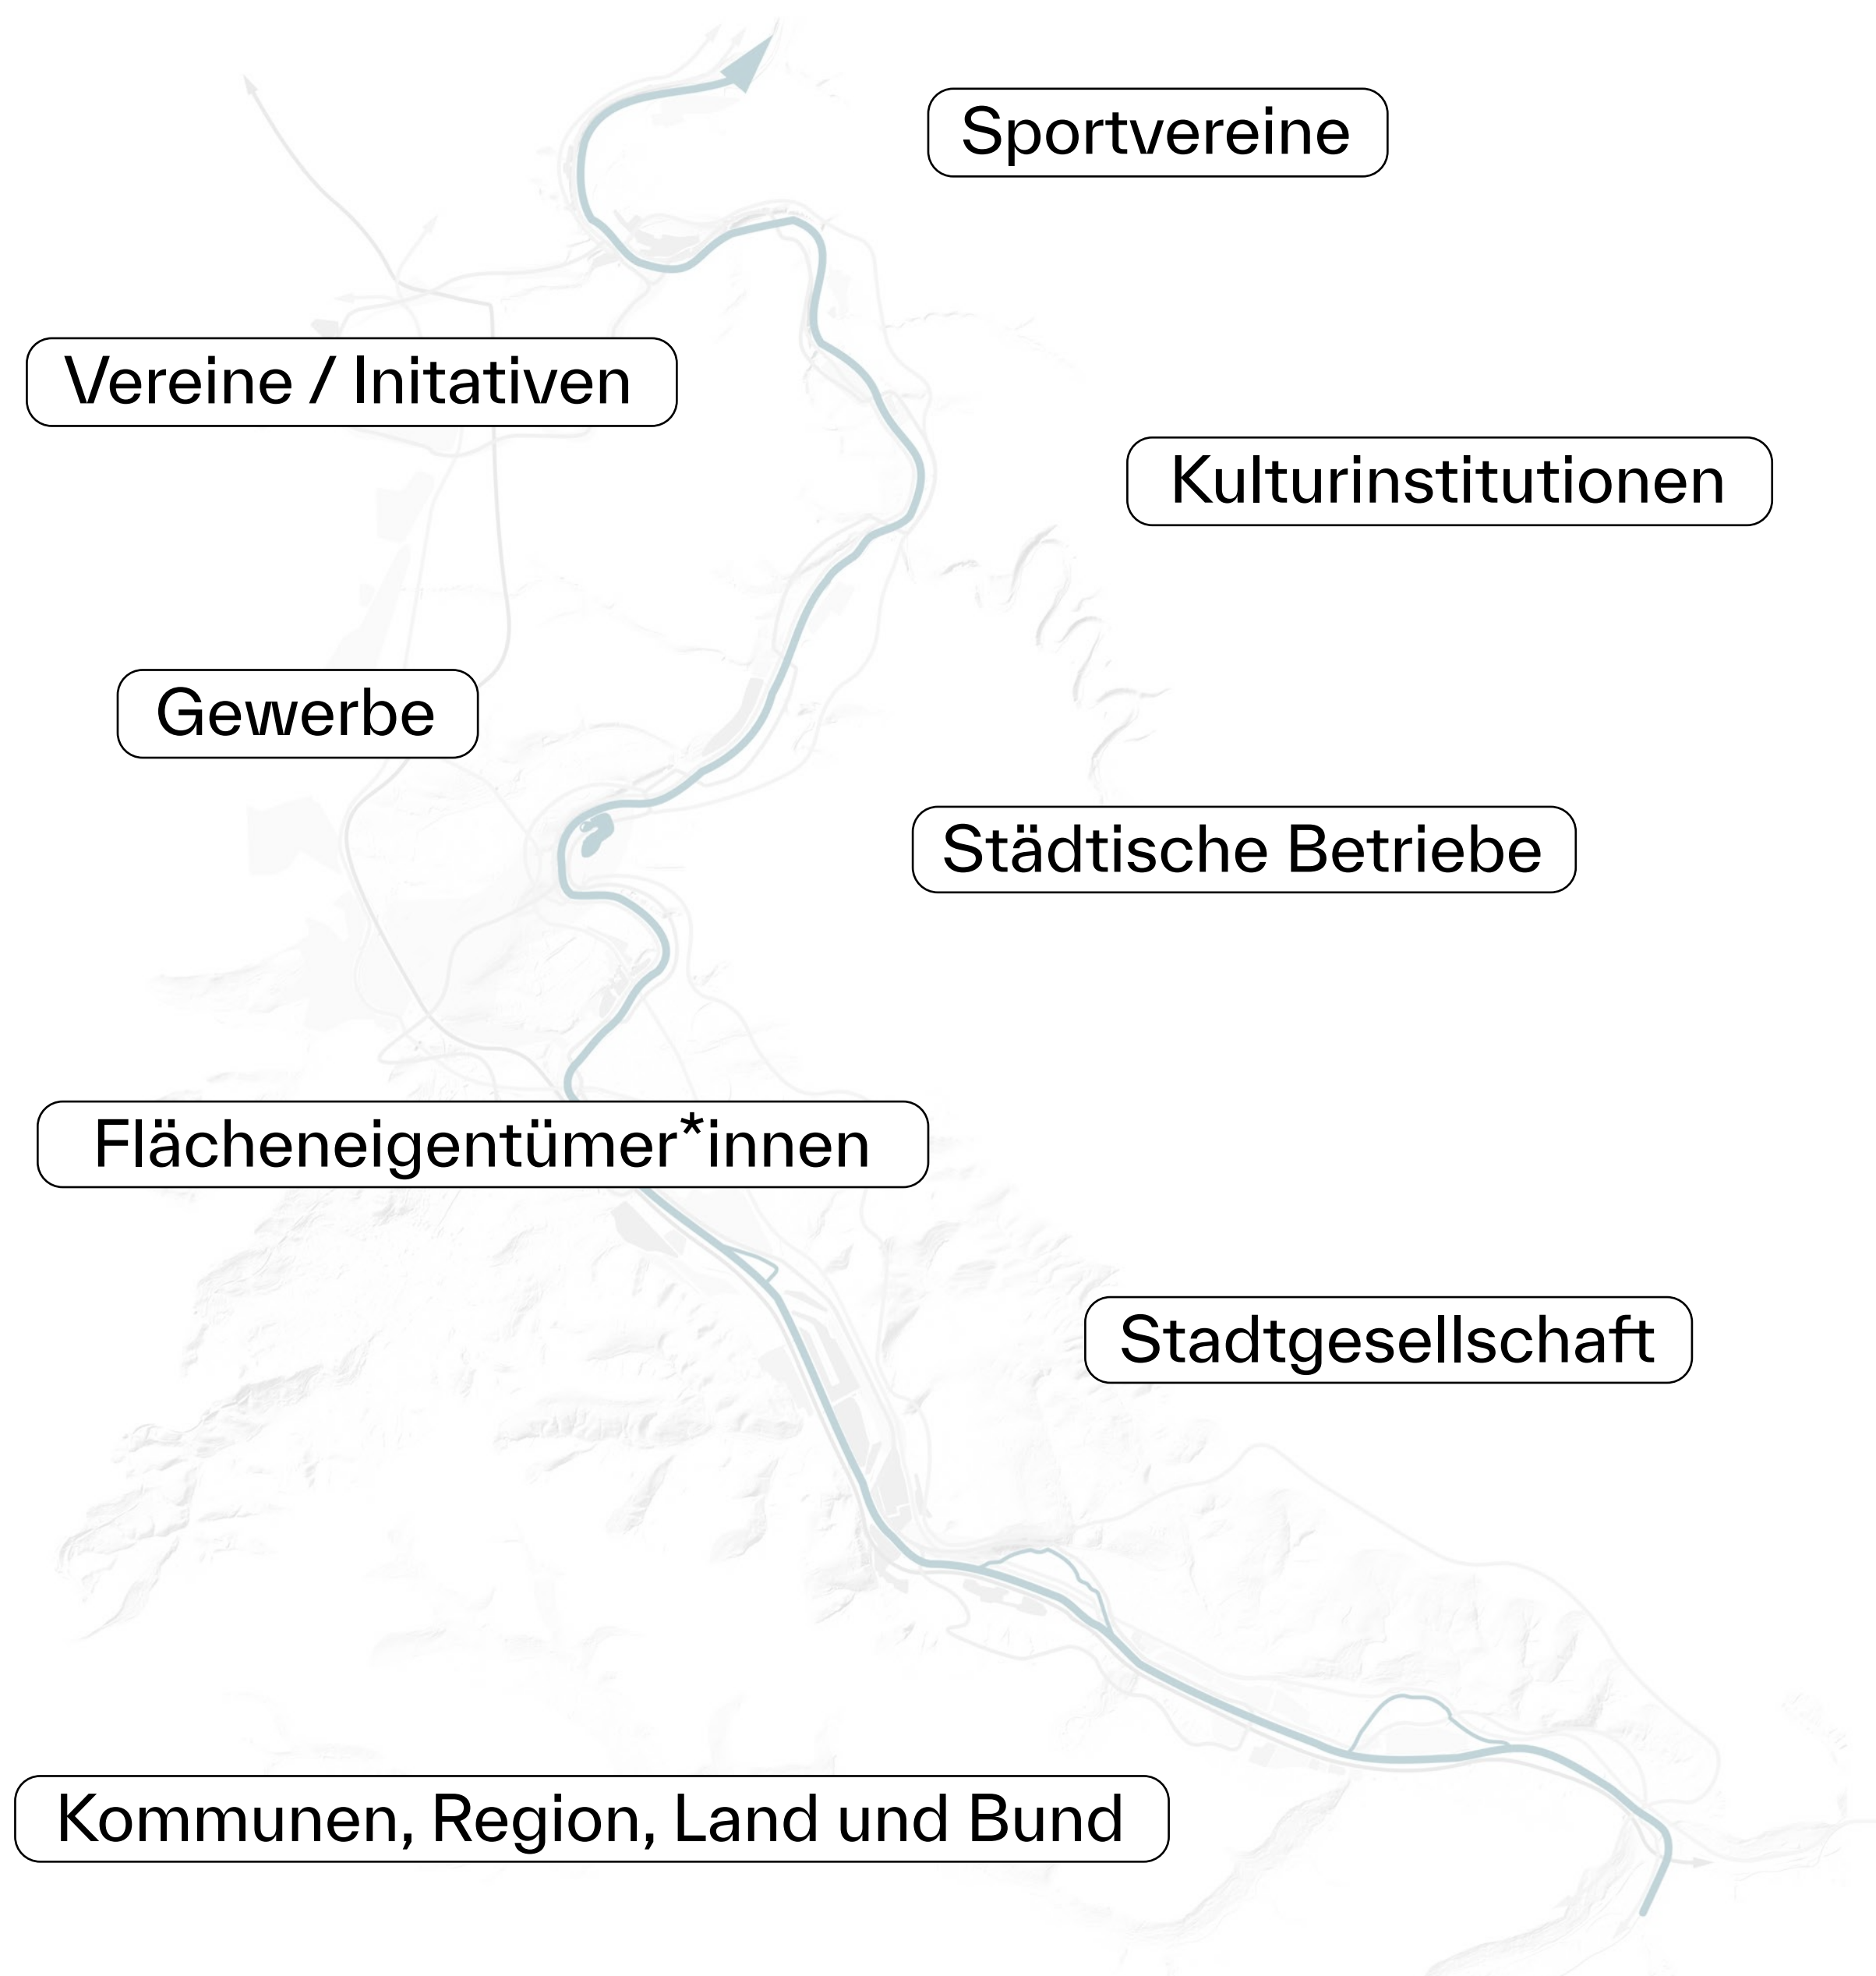 Sportvereine
Vereine / Initativen
Kulturinstitutionen
Gewerbe
Städtische Betriebe
Flächeneigentümer*innen
Stadtgesellschaft
Kommunen, Region, Land und Bund